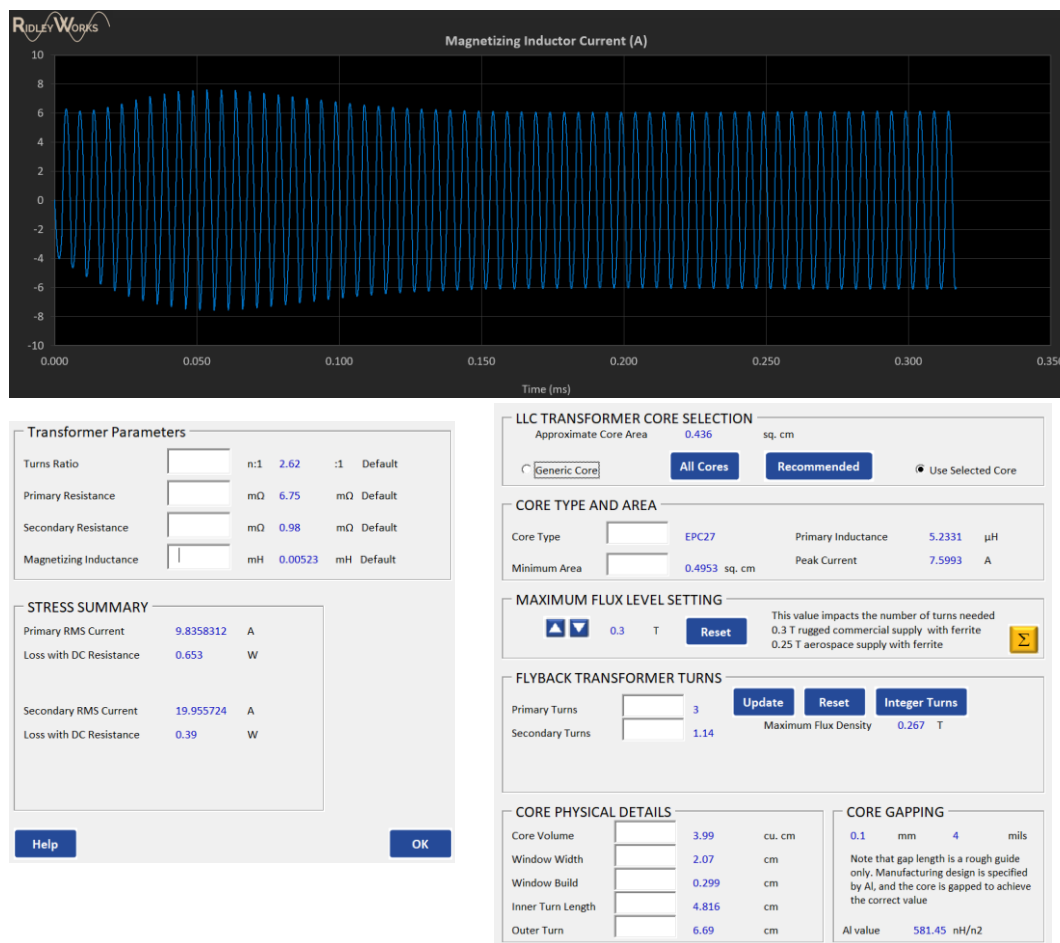 RIDLEYWORKS
Magnetizing Inductor Current (A)
10
8
6
4
2
0
-2
-4
-6
-8
-10
0.000 0.050 0.100 0.150 0.200 0.250 0.300 0.350
Time (ms)
Transformer Parameters
Turns Ratio n:1 2.62 :1 Default
Primary Resistance mΩ 6.75 mΩ Default
Secondary Resistance mΩ 0.98 mΩ Default
Magnetizing Inductance mH 0.00523 mH Default
STRESS SUMMARY
Primary RMS Current 9.8358312 A
Loss with DC Resistance 0.653 W
Secondary RMS Current 19.955724 A
Loss with DC Resistance 0.39 W
Help OK
LLC TRANSFORMER CORE SELECTION
Approximate Core Area 0.436 sq. cm
Generic Core All Cores Recommended Use Selected Core
CORE TYPE AND AREA
Core Type EPC27 Primary Inductance 5.2331 μH
Minimum Area 0.4953 sq. cm Peak Current 7.5993 A
MAXIMUM FLUX LEVEL SETTING
0.3 T Reset
This value impacts the number of turns needed
0.3 T rugged commercial supply with ferrite
0.25 T aerospace supply with ferrite
Σ
FLYBACK TRANSFORMER TURNS
Primary Turns 3 Update Reset Integer Turns
Secondary Turns 1.14 Maximum Flux Density 0.267 T
CORE PHYSICAL DETAILS
Core Volume 3.99 cu. cm
Window Width 2.07 cm
Window Build 0.299 cm
Inner Turn Length 4.816 cm
Outer Turn 6.69 cm
CORE GAPPING
0.1 mm 4 mils
Note that gap length is a rough guide
only. Manufacturing design is specified
by Al, and the core is gapped to achieve
the correct value
Al value 581.45 nH/n2